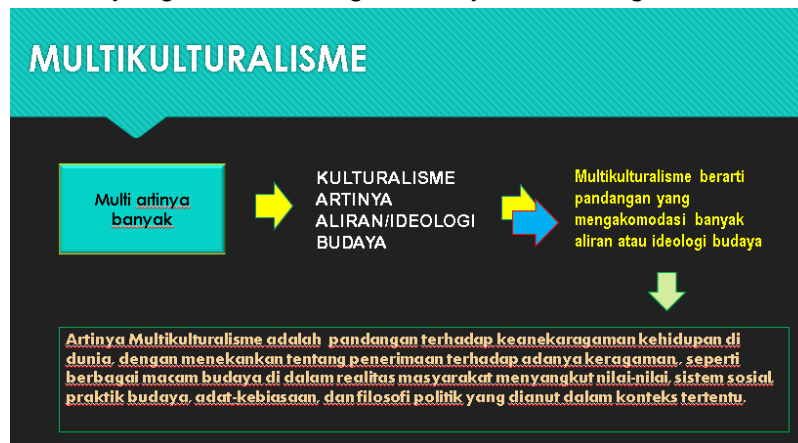 MULTIKULTURALISME
Multi artinya
banyak
KULTURALISME
ARTINYA
ALIRAN/IDEOLOGI
BUDAYA
Multikulturalisme berarti
pandangan yang
mengakomodasi banyak
aliran atau ideologi budaya
Artinya Multikulturalisme adalah pandangan terhadap keanekaragaman kehidupan di
dunia, dengan menekankan tentang penerimaan terhadap adanya keragaman,, seperti
berbagai macam budaya di dalam realitas masyarakat menyangkut nilai-nilai, sistem sosial,
praktik budaya, adat-kebiasaan, dan filosofi politik yang dianut dalam konteks tertentu.